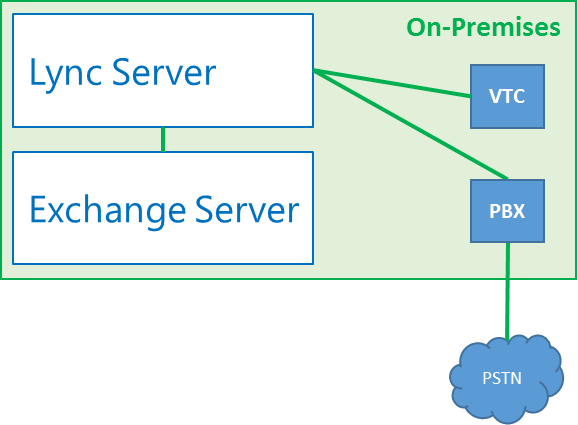 On-Premises
Lync Server
VTC
Exchange Server
PBX
PSTN